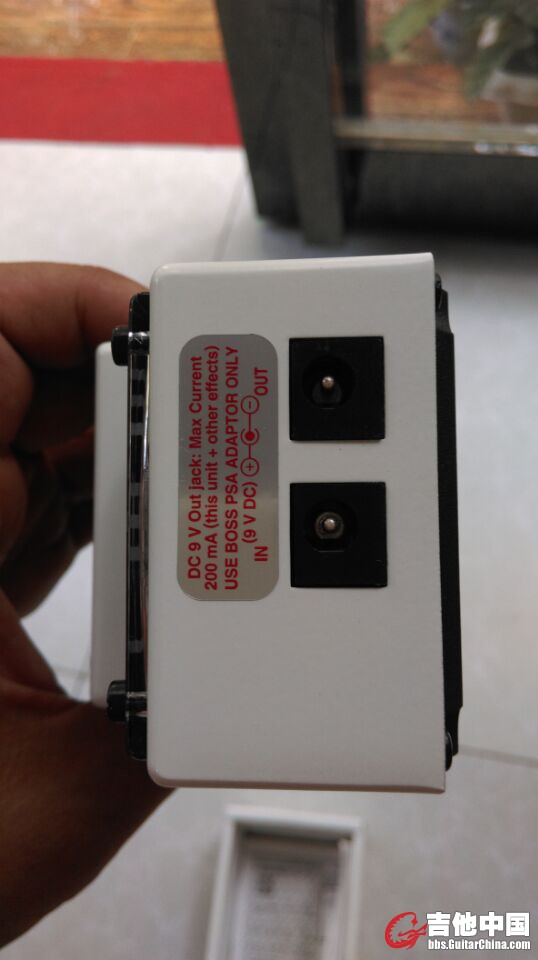 DC 9 V Out jack: Max Current
200 mA (this unit + other effects)
USE BOSS PSA ADAPTOR ONLY
IN (9 V DC) + - OUT
吉他中国
bbs.GuitarChina.com